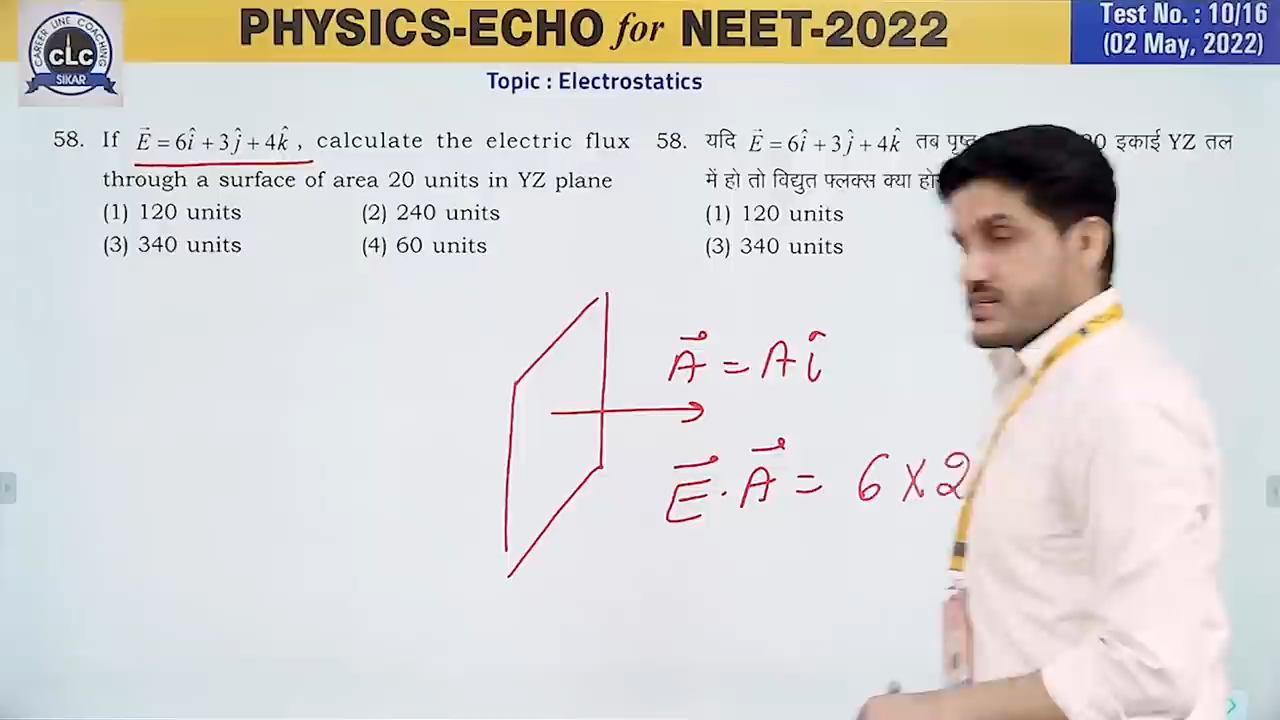 PHYSICS-ECHO for NEET-2022
Test No. : 10/16
(02 May, 2022)
CAREER LINE COACHING
CLC
SIKAR
Topic : Electrostatics
58. If E⃗ = 6î + 3ĵ + 4k̂ , calculate the electric flux
through a surface of area 20 units in YZ plane
(1) 120 units (2) 240 units
(3) 340 units (4) 60 units
58. यदि E⃗ = 6î + 3ĵ + 4k̂ तब इकाई YZ तल
में हो तो विद्युत फ्लक्स क्या
(1) 120 units
(3) 340 units
A⃗ = A î
E⃗ . A⃗ = 6 × 2